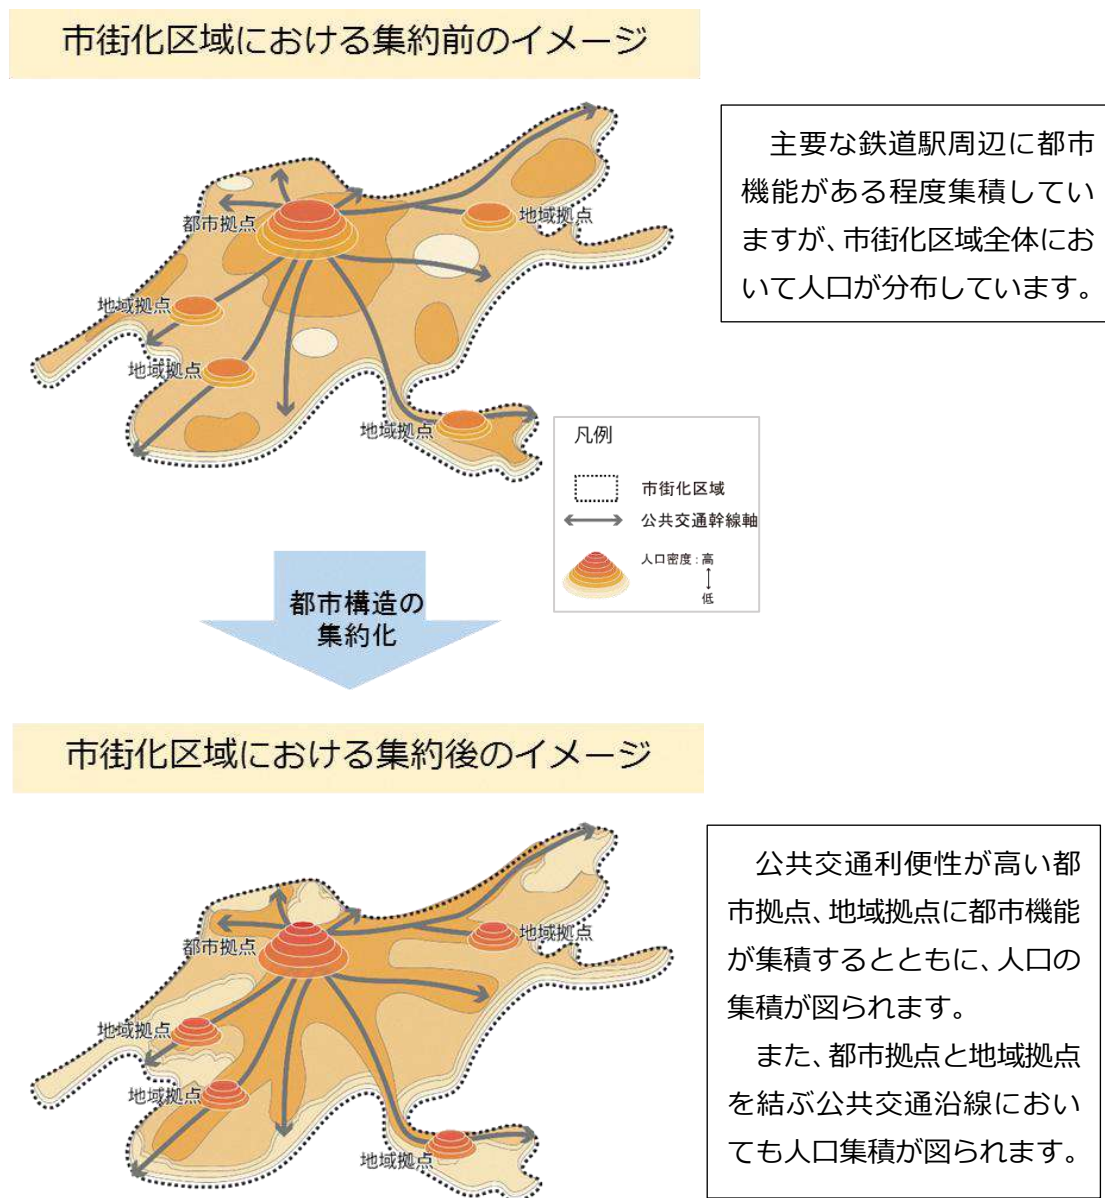 市街化区域における集約前のイメージ
主要な鉄道駅周辺に都市
機能がある程度集積してい
ますが、市街化区域全体にお
いて人口が分布しています。
都市拠点
地域拠点
地域拠点
地域拠点
地域拠点
凡例
市街化区域
公共交通幹線軸
人口密度：高
低
都市構造の
集約化
市街化区域における集約後のイメージ
公共交通利便性が高い都
市拠点、地域拠点に都市機能
が集積するとともに、人口の
集積が図られます。
また、都市拠点と地域拠点
を結ぶ公共交通沿線におい
ても人口集積が図られます。
都市拠点
地域拠点
地域拠点
地域拠点
地域拠点